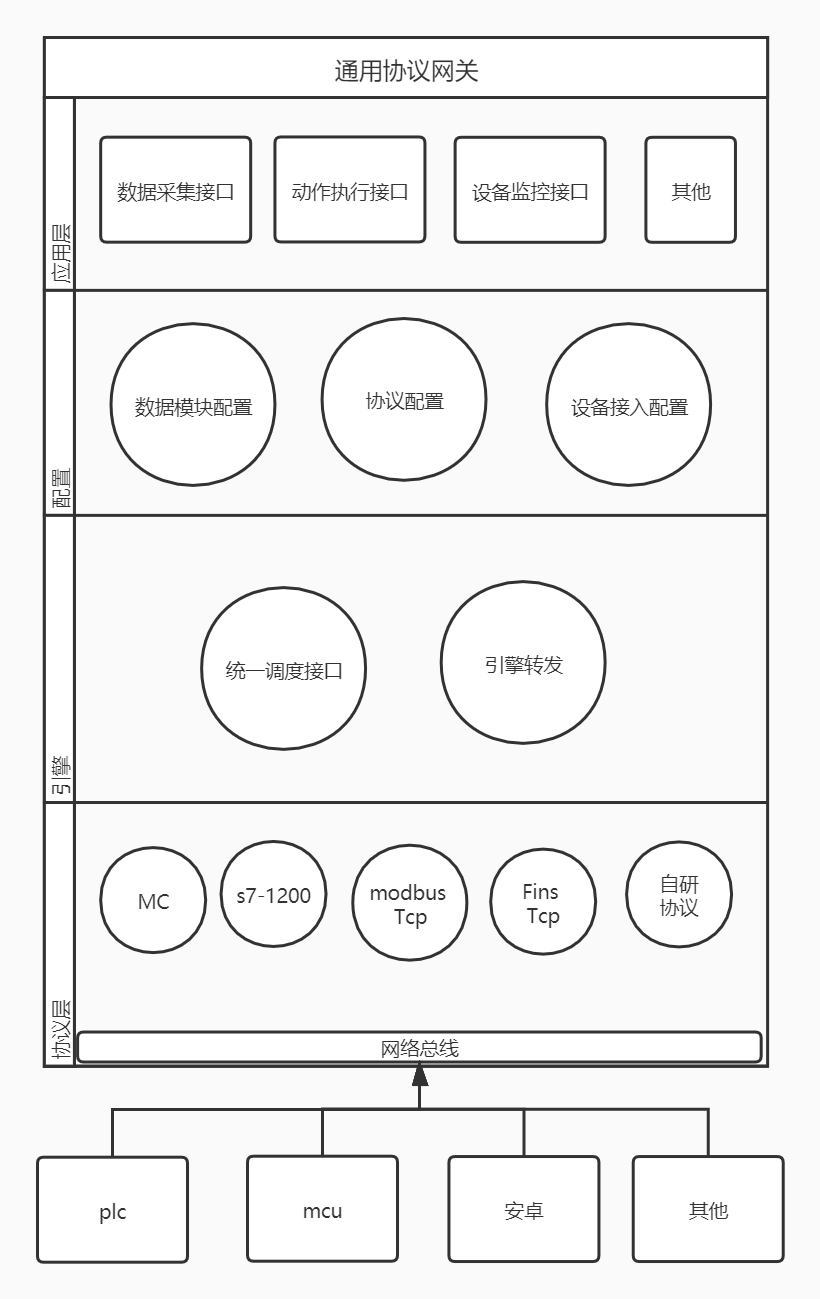 通用协议网关
应用层
数据采集接口
动作执行接口
设备监控接口
其他
配置
数据模块配置
协议配置
设备接入配置
引擎
统一调度接口
引擎转发
协议层
MC
s7-1200
modbus
Tcp
Fins
Tcp
自研
协议
网络总线
plc
mcu
安卓
其他